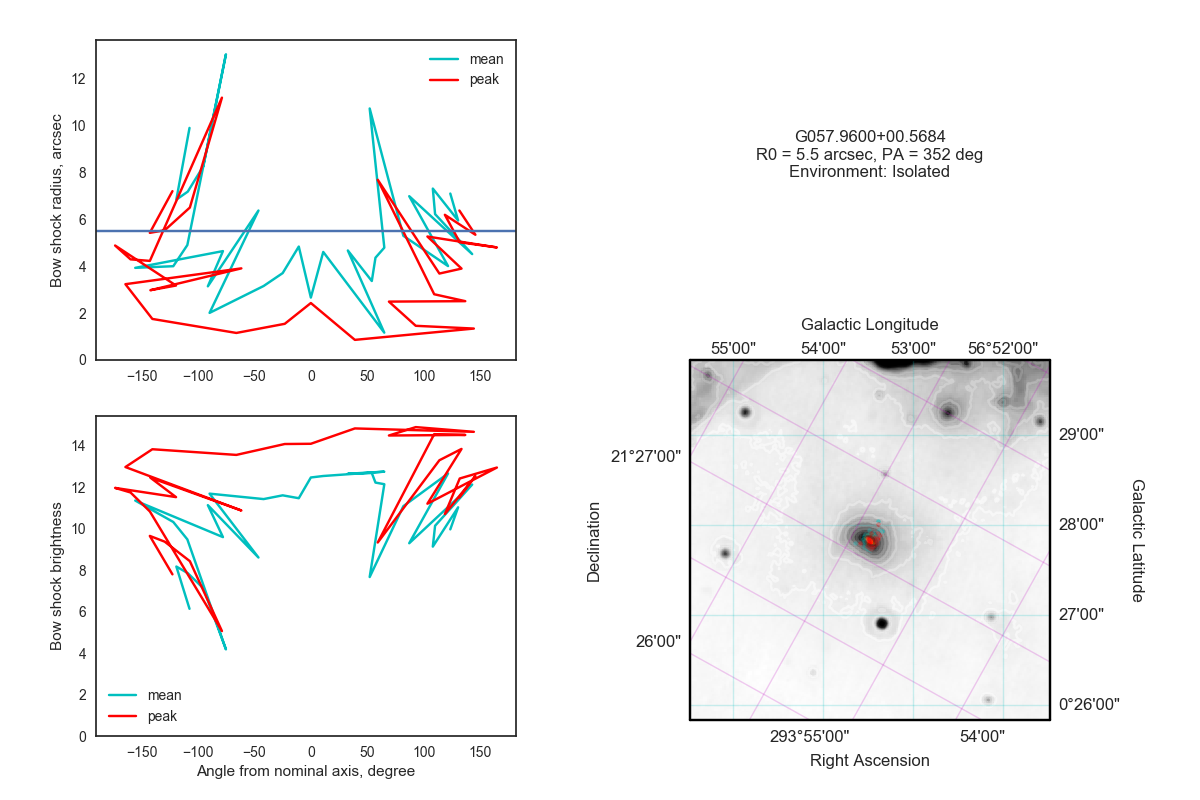 12
10
8
6
4
2
0
Bow shock radius, arcsec
mean
peak
−150
−100
−50
0
50
100
150
14
12
10
8
6
4
2
0
Bow shock brightness
mean
peak
−150
−100
−50
0
50
100
150
Angle from nominal axis, degree
G057.9600+00.5684
R0 = 5.5 arcsec, PA = 352 deg
Environment: Isolated
Galactic Longitude
55'00"
54'00"
53'00"
56°52'00"
21°27'00"
26'00"
Declination
29'00"
28'00"
27'00"
0°26'00"
Galactic Latitude
293°55'00"
54'00"
Right Ascension